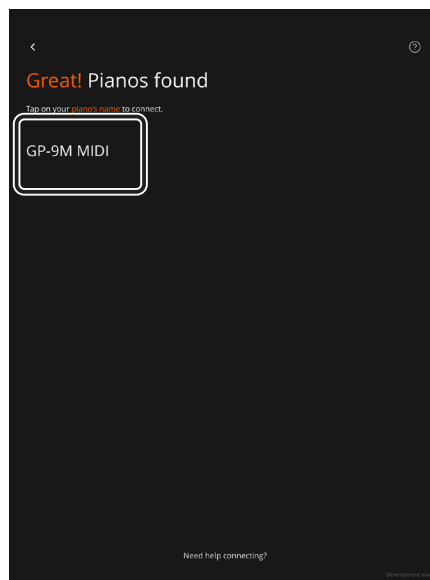 Great! Pianos found
Tap on your piano's name to connect.
GP-9M MIDI
Need help connecting?